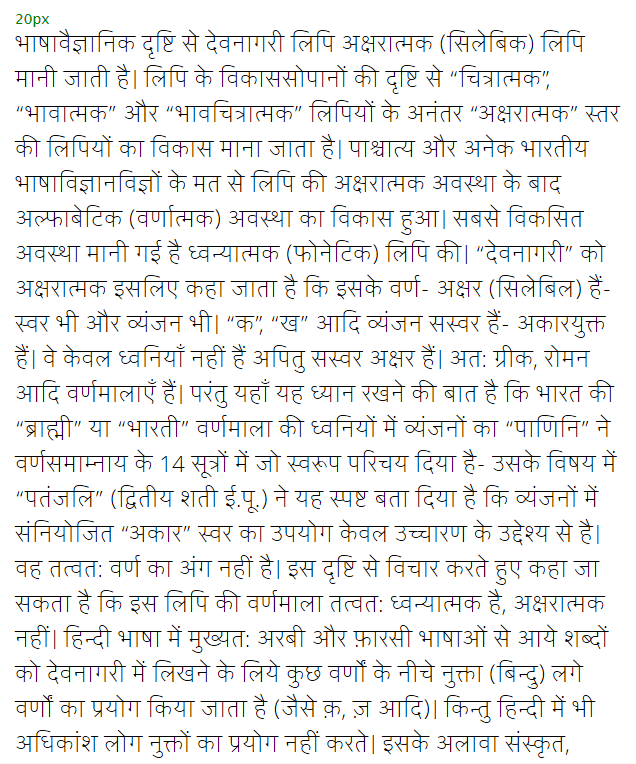 20px
भाषावैज्ञानिक दृष्टि से देवनागरी लिपि अक्षरात्मक (सिलेबिक) लिपि
मानी जाती है। लिपि के विकाससोपानों की दृष्टि से “चित्रात्मक”,
“भावात्मक” और “भावचित्रात्मक” लिपियों के अनंतर “अक्षरात्मक” स्तर
की लिपियों का विकास माना जाता है। पाश्चात्य और अनेक भारतीय
भाषाविज्ञानविज्ञों के मत से लिपि की अक्षरात्मक अवस्था के बाद
अल्फाबेटिक (वर्णात्मक) अवस्था का विकास हुआ। सबसे विकसित
अवस्था मानी गई है ध्वन्यात्मक (फोनेटिक) लिपि की। “देवनागरी” को
अक्षरात्मक इसलिए कहा जाता है कि इसके वर्ण- अक्षर (सिलेबिल) हैं-
स्वर भी और व्यंजन भी। “क”, “ख” आदि व्यंजन सस्वर हैं- अकारयुक्त
हैं। वे केवल ध्वनियाँ नहीं हैं अपितु सस्वर अक्षर हैं। अत: ग्रीक, रोमन
आदि वर्णमालाएँ हैं। परंतु यहाँ यह ध्यान रखने की बात है कि भारत की
“ब्राह्मी” या “भारती” वर्णमाला की ध्वनियों में व्यंजनों का “पाणिनि” ने
वर्णसमाम्नाय के 14 सूत्रों में जो स्वरूप परिचय दिया है- उसके विषय में
“पतंजलि” (द्वितीय शती ई.पू.) ने यह स्पष्ट बता दिया है कि व्यंजनों में
संनियोजित “अकार” स्वर का उपयोग केवल उच्चारण के उद्देश्य से है।
वह तत्वत: वर्ण का अंग नहीं है। इस दृष्टि से विचार करते हुए कहा जा
सकता है कि इस लिपि की वर्णमाला तत्वत: ध्वन्यात्मक है, अक्षरात्मक
नहीं। हिन्दी भाषा में मुख्यत: अरबी और फ़ारसी भाषाओं से आये शब्दों
को देवनागरी में लिखने के लिये कुछ वर्णों के नीचे नुक्ता (बिन्दु) लगे
वर्णों का प्रयोग किया जाता है (जैसे क़, ज़ आदि)। किन्तु हिन्दी में भी
अधिकांश लोग नुक्तों का प्रयोग नहीं करते। इसके अलावा संस्कृत,